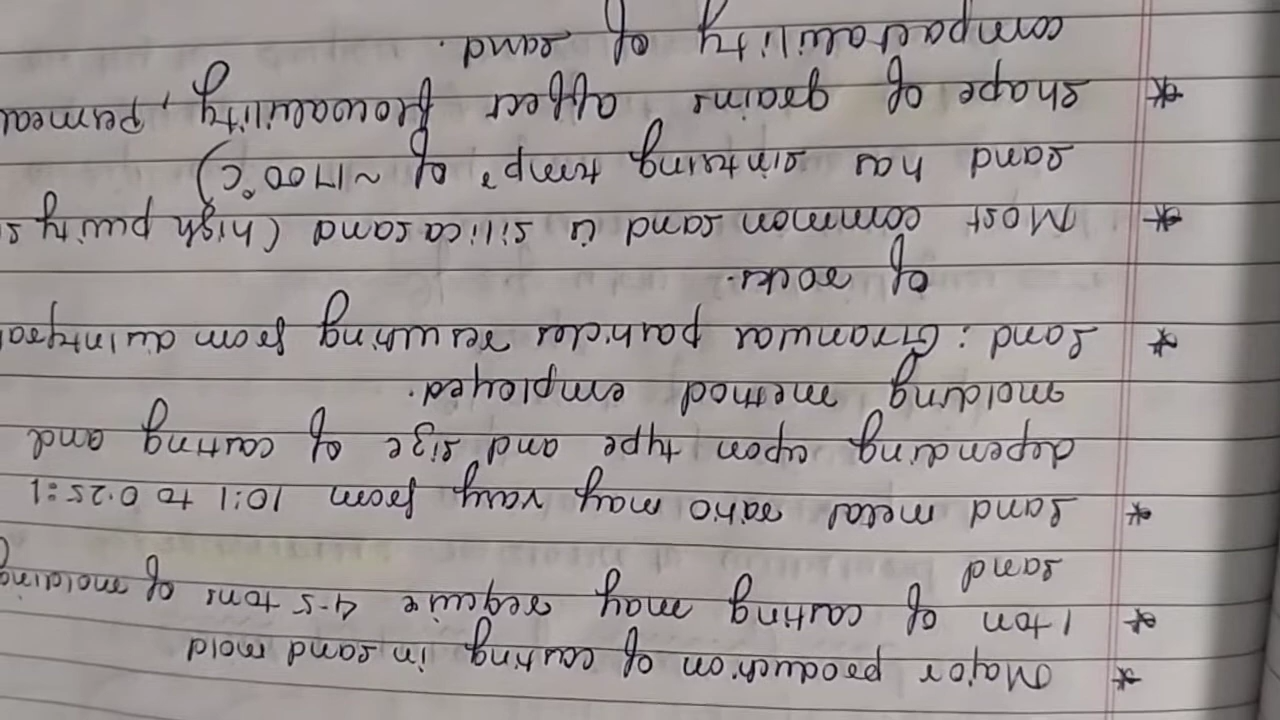 * Major production of casting in sand mold
* 1 ton of casting may require 4-5 tons of molding
sand
* Sand metal ratio may vary from 10:1 to 0.25:1
depending upon type and size of casting and
molding method employed.
* Sand: Granular particles resulting from disintegra
of rocks.
* Most common sand is silica sand (high purity s
sand has sintering temp° of ~1700°C)
* Shape of grains affect flowability, permea
compactability of sand.